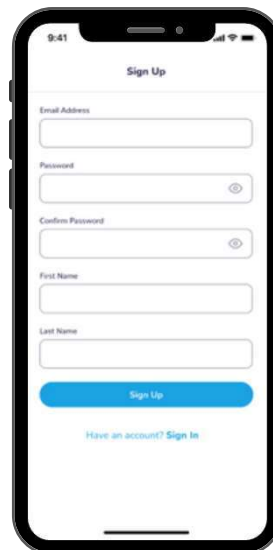 9:41
Sign Up
Email Address
Password
Confirm Password
First Name
Last Name
Sign Up
Have an account? Sign In